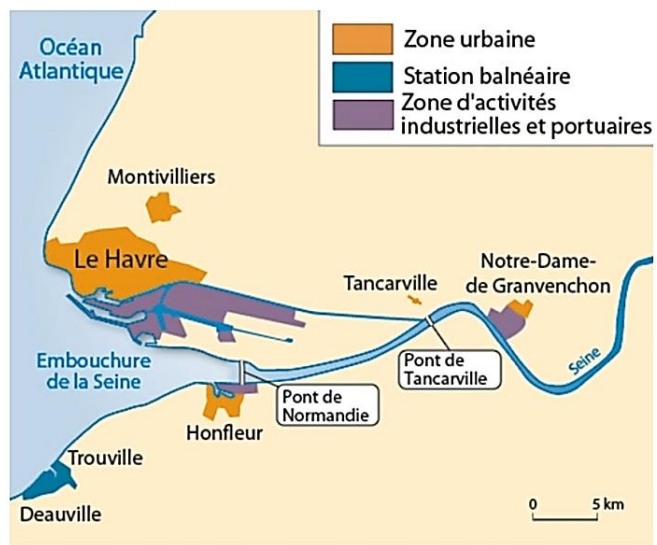 Océan
Atlantique
Zone urbaine
Station balnéaire
Zone d'activités
industrielles et portuaires
Montivilliers
Le Havre
Tancarville
Notre-Dame-
de Granvenchon
Embouchure
de la Seine
Pont de
Normandie
Pont de
Tancarville
Seine
Honfleur
Trouville
Deauville
0 5 km